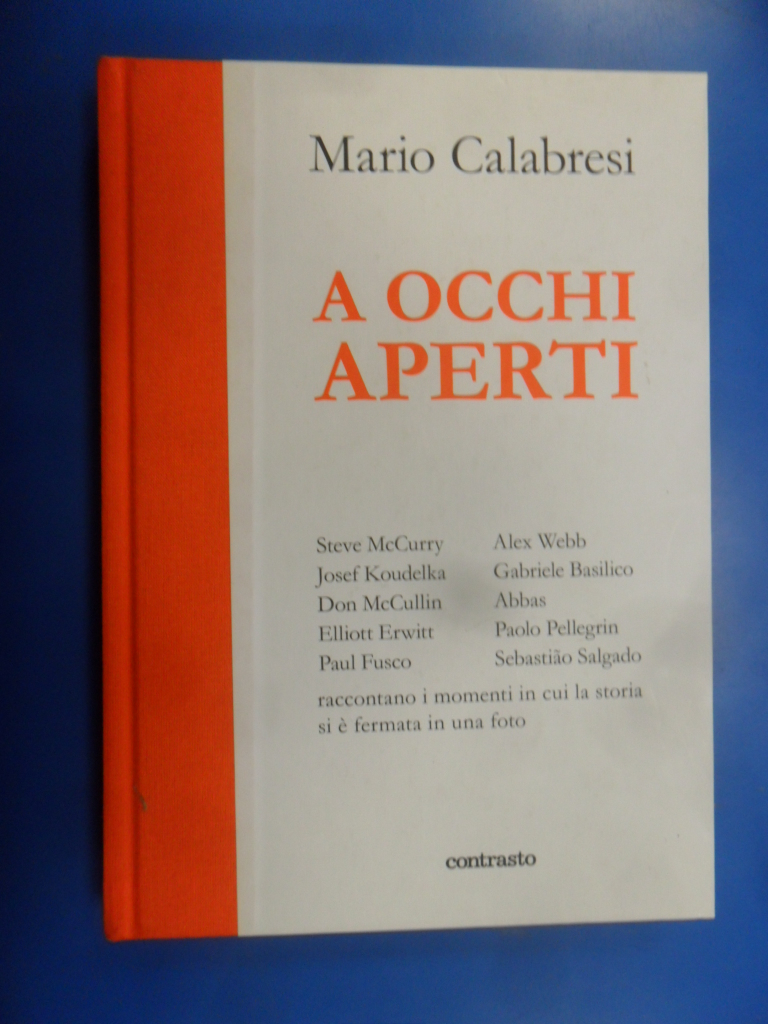 Mario Calabresi
A OCCHI
APERTI
Steve McCurry
Josef Koudelka
Don McCullin
Elliott Erwitt
Paul Fusco
Alex Webb
Gabriele Basilico
Abbas
Paolo Pellegrin
Sebastião Salgado
raccontano i momenti in cui la storia
si è fermata in una foto
contrasto